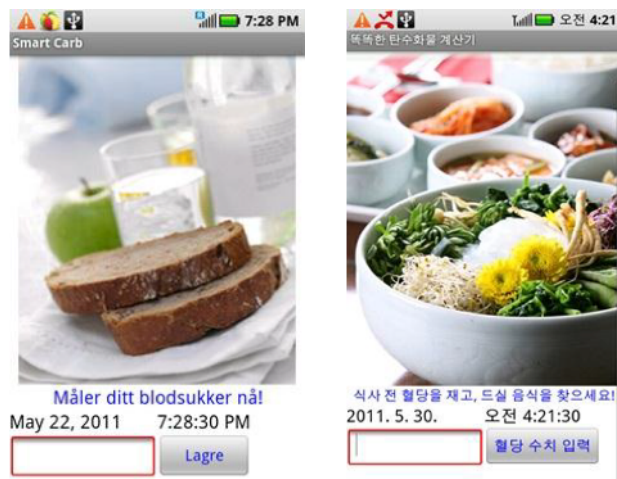 7:28 PM
Smart Carb
Måler ditt blodsukker nå!
May 22, 2011 7:28:30 PM
Lagre
오전 4:21
똑똑한 탄수화물 계산기
식사 전 혈당을 재고, 드실 음식을 찾으세요!
2011. 5. 30. 오전 4:21:30
혈당 수치 입력